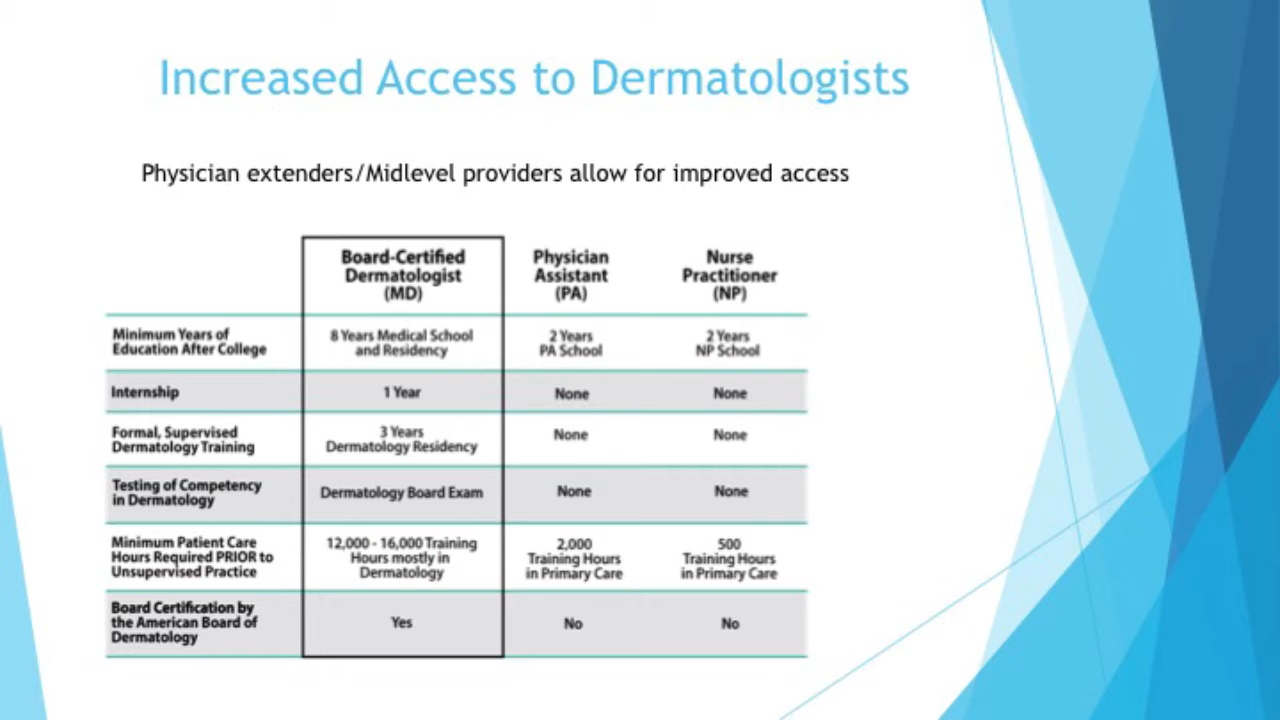 Increased Access to Dermatologists
Physician extenders/Midlevel providers allow for improved access
Board-Certified
Dermatologist
(MD)
Physician
Assistant
(PA)
Nurse
Practitioner
(NP)
Minimum Years of
Education After College
8 Years Medical School
and Residency
2 Years
PA School
2 Years
NP School
Internship
1 Year
None
None
Formal, Supervised
Dermatology Training
3 Years
Dermatology Residency
None
None
Testing of Competency
in Dermatology
Dermatology Board Exam
None
None
Minimum Patient Care
Hours Required PRIOR to
Unsupervised Practice
12,000 - 16,000 Training
Hours mostly in
Dermatology
2,000
Training Hours
in Primary Care
500
Training Hours
in Primary Care
Board Certification by
the American Board of
Dermatology
Yes
No
No